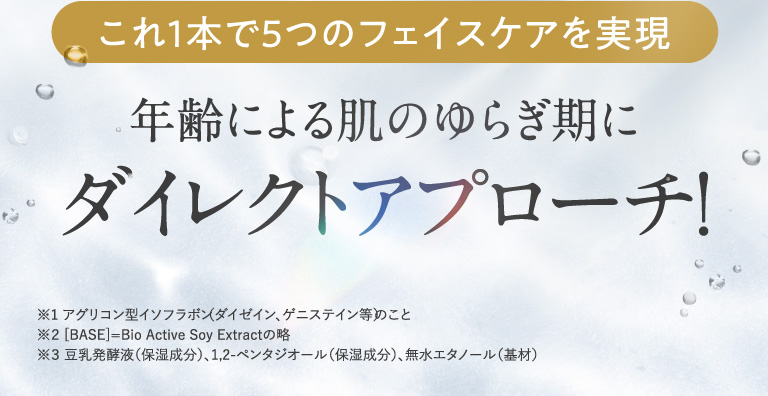 これ1本で5つのフェイスケアを実現
年齢による肌のゆらぎ期に
ダイレクトアプローチ!
※1 アグリコン型イソフラボン(ダイゼイン、ゲニステイン等)のこと
※2 [BASE]=Bio Active Soy Extractの略
※3 豆乳発酵液(保湿成分)、1,2-ペンタジオール(保湿成分)、無水エタノール(基材)